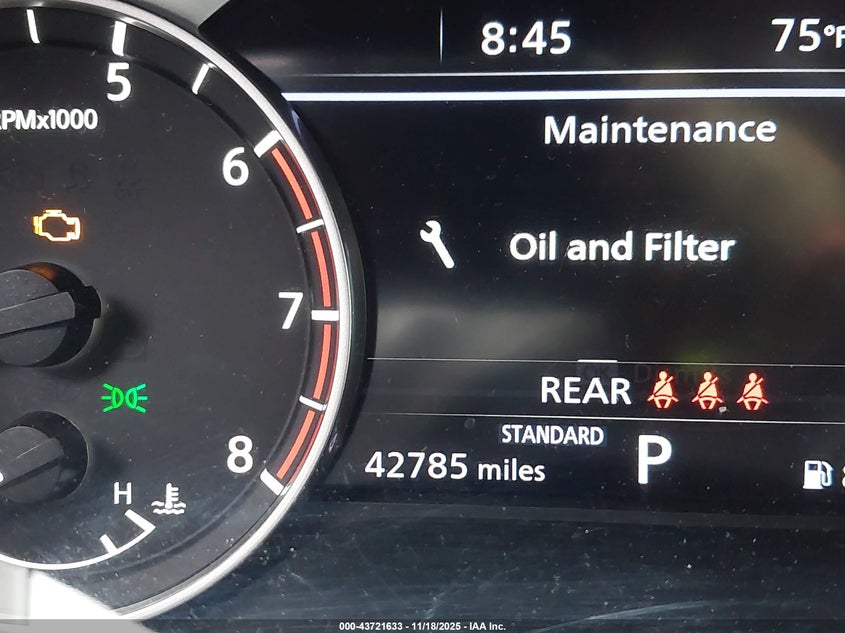 8:45 75°F
5
RPMx1000
Maintenance
6
Oil and Filter
7
REAR
STANDARD
8
42785 miles P
H
000-43721633 - 11/18/2025 - IAA Inc.